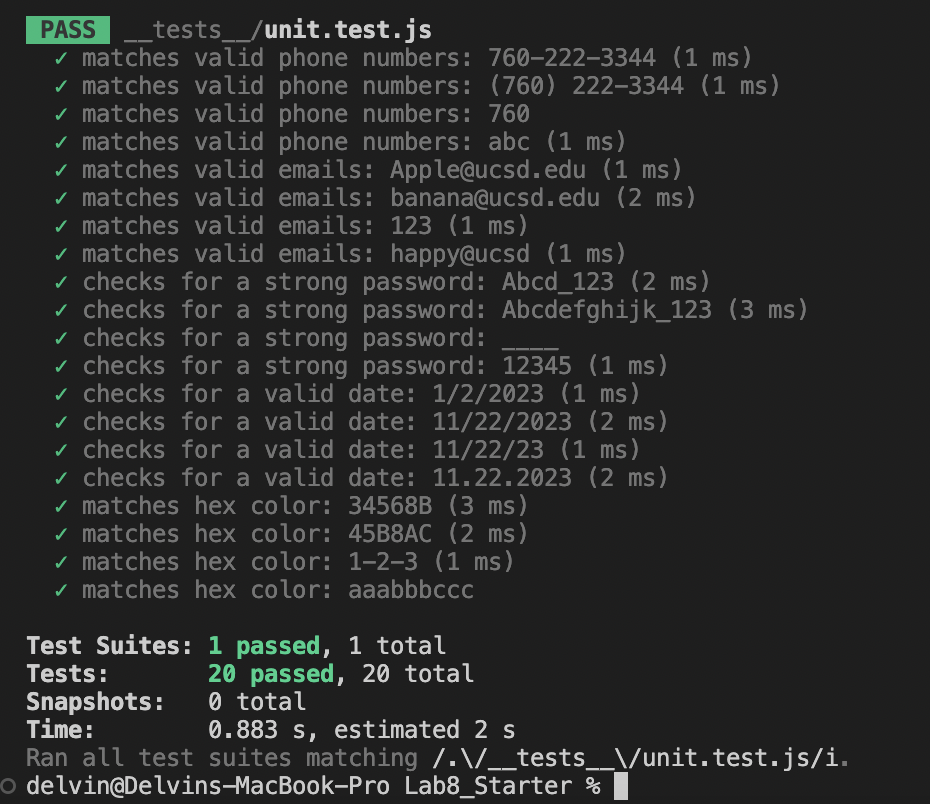 PASS __tests__/unit.test.js
✓ matches valid phone numbers: 760-222-3344 (1 ms)
✓ matches valid phone numbers: (760) 222-3344 (1 ms)
✓ matches valid phone numbers: 760
✓ matches valid phone numbers: abc (1 ms)
✓ matches valid emails: Apple@ucsd.edu (1 ms)
✓ matches valid emails: banana@ucsd.edu (2 ms)
✓ matches valid emails: 123 (1 ms)
✓ matches valid emails: happy@ucsd (1 ms)
✓ checks for a strong password: Abcd_123 (2 ms)
✓ checks for a strong password: Abcdefghijk_123 (3 ms)
✓ checks for a strong password: ____
✓ checks for a strong password: 12345 (1 ms)
✓ checks for a valid date: 1/2/2023 (1 ms)
✓ checks for a valid date: 11/22/2023 (2 ms)
✓ checks for a valid date: 11/22/23 (1 ms)
✓ checks for a valid date: 11.22.2023 (2 ms)
✓ matches hex color: 34568B (3 ms)
✓ matches hex color: 45B8AC (2 ms)
✓ matches hex color: 1-2-3 (1 ms)
✓ matches hex color: aaabbbccc
Test Suites: 1 passed, 1 total
Tests: 20 passed, 20 total
Snapshots: 0 total
Time: 0.883 s, estimated 2 s
Ran all test suites matching /.\/__tests__\/unit.test.js/i.
delvin@Delvins-MacBook-Pro Lab8_Starter %